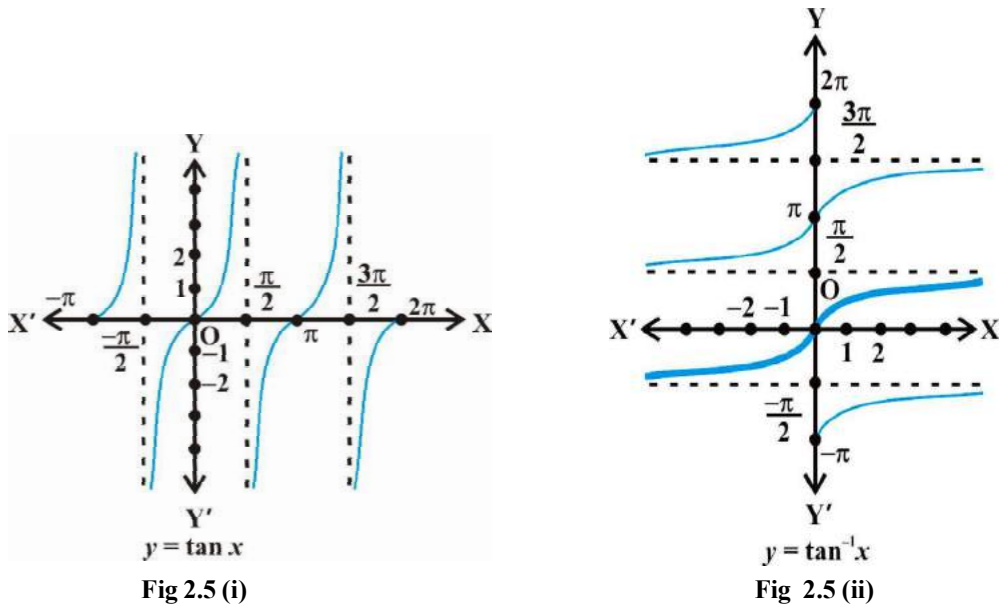 Y
2
1
−π
π/2
3π/2
2π
X′
X
−π/2
O
−1
−2
π
Y′
y = tan x
Fig 2.5 (i)
Y
2π
3π/2
π
π/2
O
−2 −1
X′
X
1 2
−π/2
−π
Y′
y = tan⁻¹x
Fig 2.5 (ii)